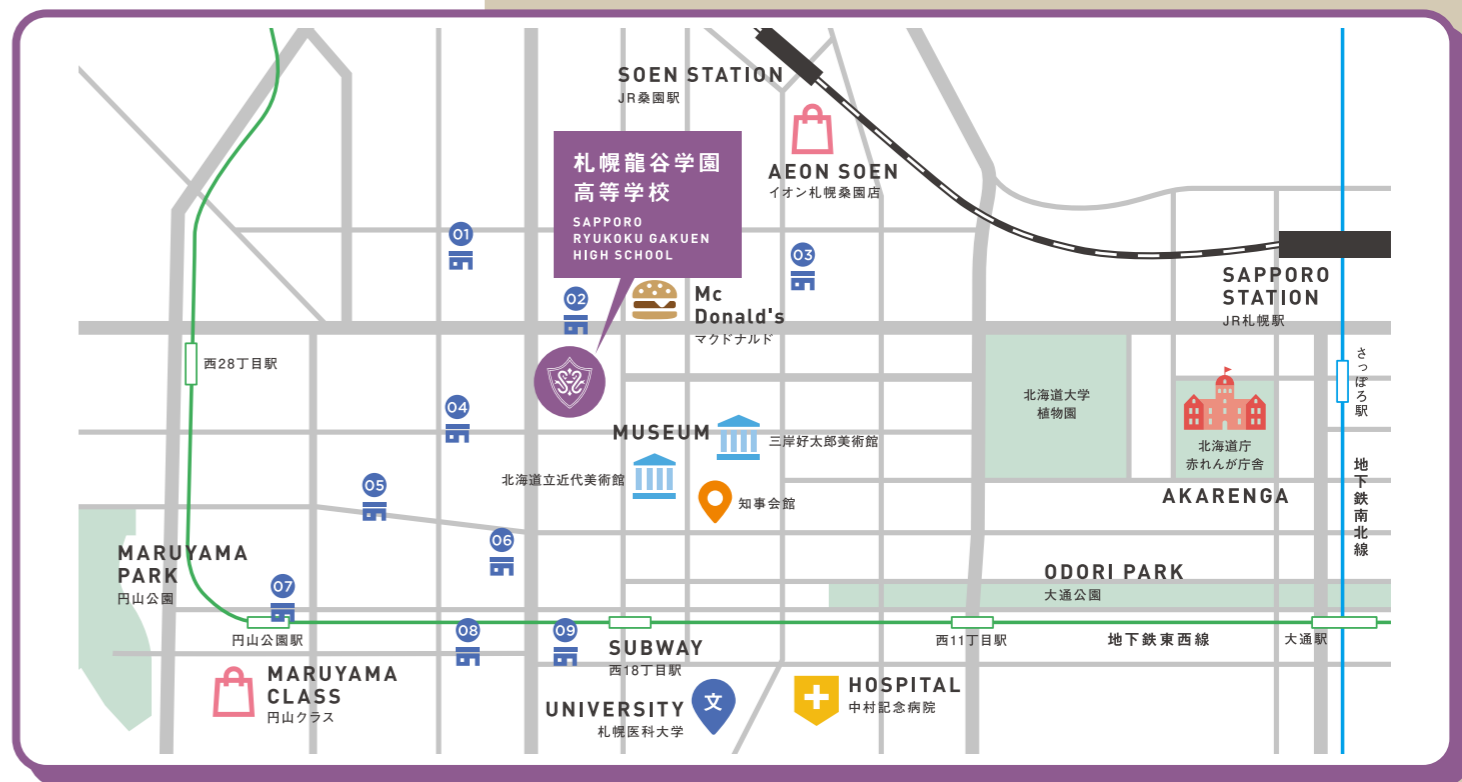 SOEN STATION
JR桑園駅
札幌龍谷学園
高等学校
SAPPORO
RYUKOKU GAKUEN
HIGH SCHOOL
AEON SOEN
イオン札幌桑園店
01
02
03
Mc
Donald's
マクドナルド
SAPPORO
STATION
JR札幌駅
西28丁目駅
さっぽろ駅
北海道大学
植物園
04
MUSEUM
三岸好太郎美術館
北海道庁
赤れんが庁舎
AKARENGA
地下鉄南北線
北海道立近代美術館
05
知事会館
06
MARUYAMA
PARK
円山公園
ODORI PARK
大通公園
07
円山公園駅
08
09
SUBWAY
西18丁目駅
西11丁目駅
地下鉄東西線
大通駅
MARUYAMA
CLASS
円山クラス
UNIVERSITY
札幌医科大学
文
HOSPITAL
中村記念病院